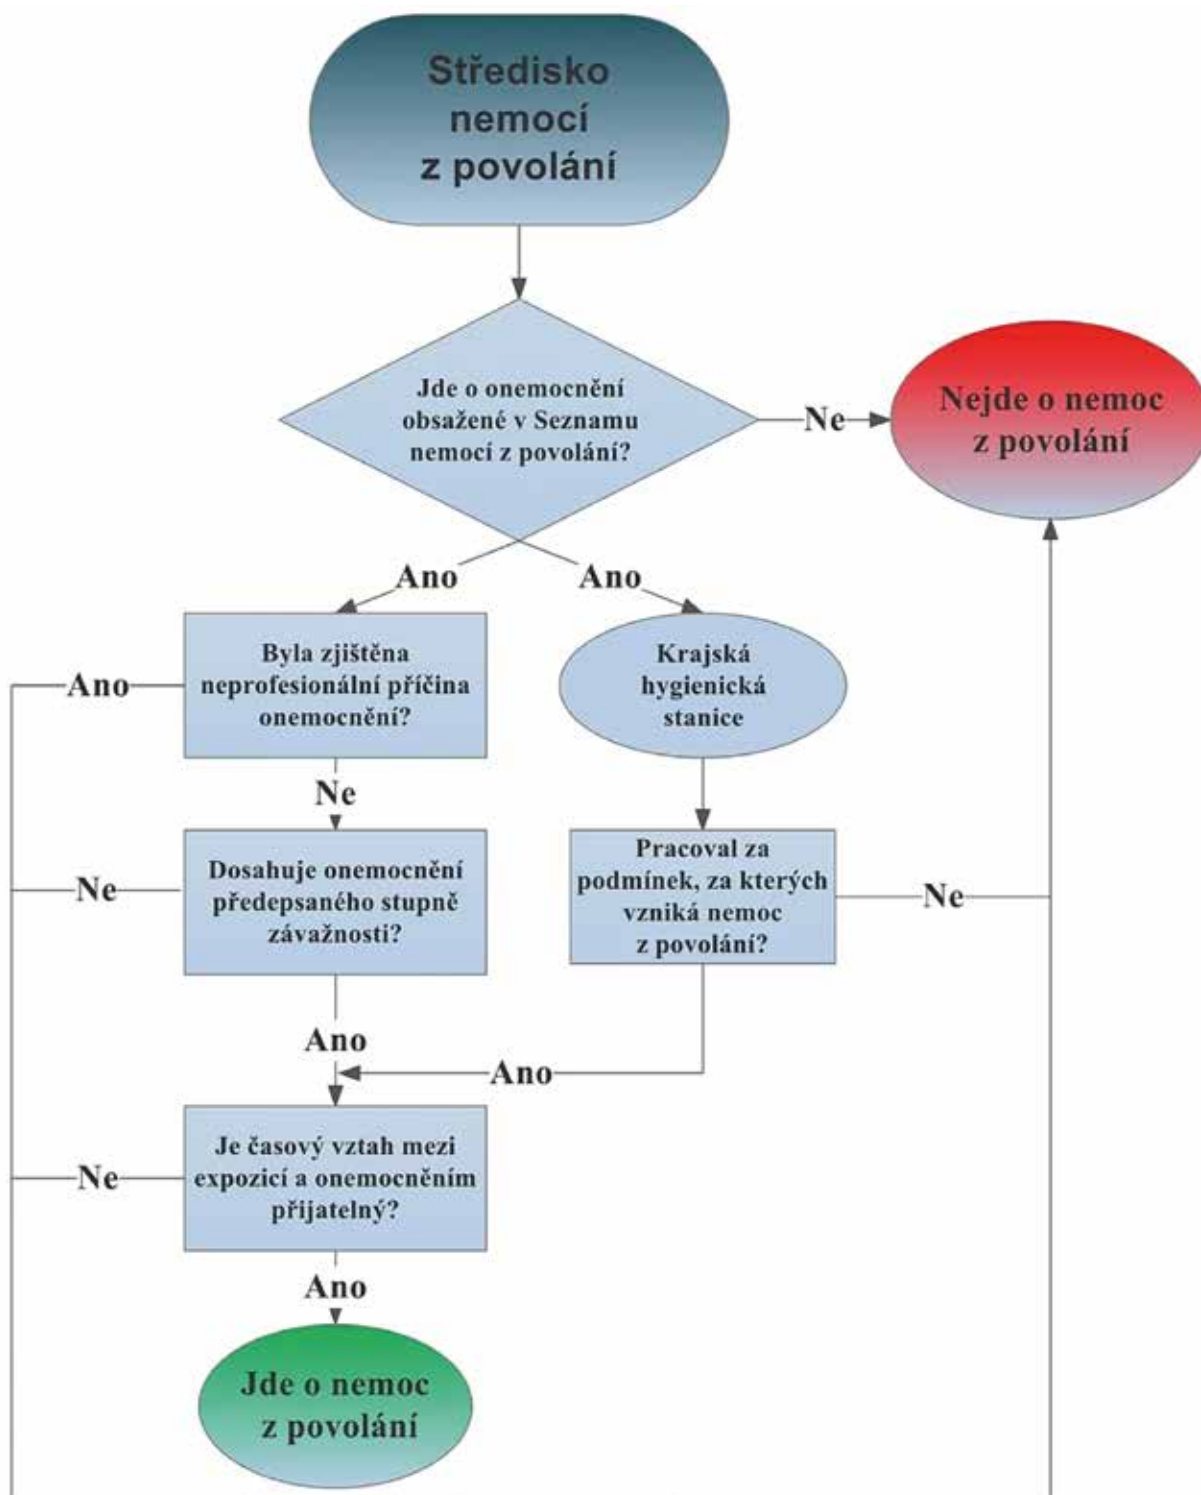 Středisko
nemocí
z povolání
Jde o onemocnění
obsažené v Seznamu
nemocí z povolání?
Ne
Nejde o nemoc
z povolání
Ano
Ano
Byla zjištěna
neprofesionální příčina
onemocnění?
Ano
Krajská
hygienická
stanice
Ne
Dosahuje onemocnění
předepsaného stupně
závažnosti?
Ne
Pracoval za
podmínek, za kterých
vzniká nemoc
z povolání?
Ne
Ano
Ano
Je časový vztah mezi
expozicí a onemocněním
přijatelný?
Ne
Ano
Jde o nemoc
z povolání